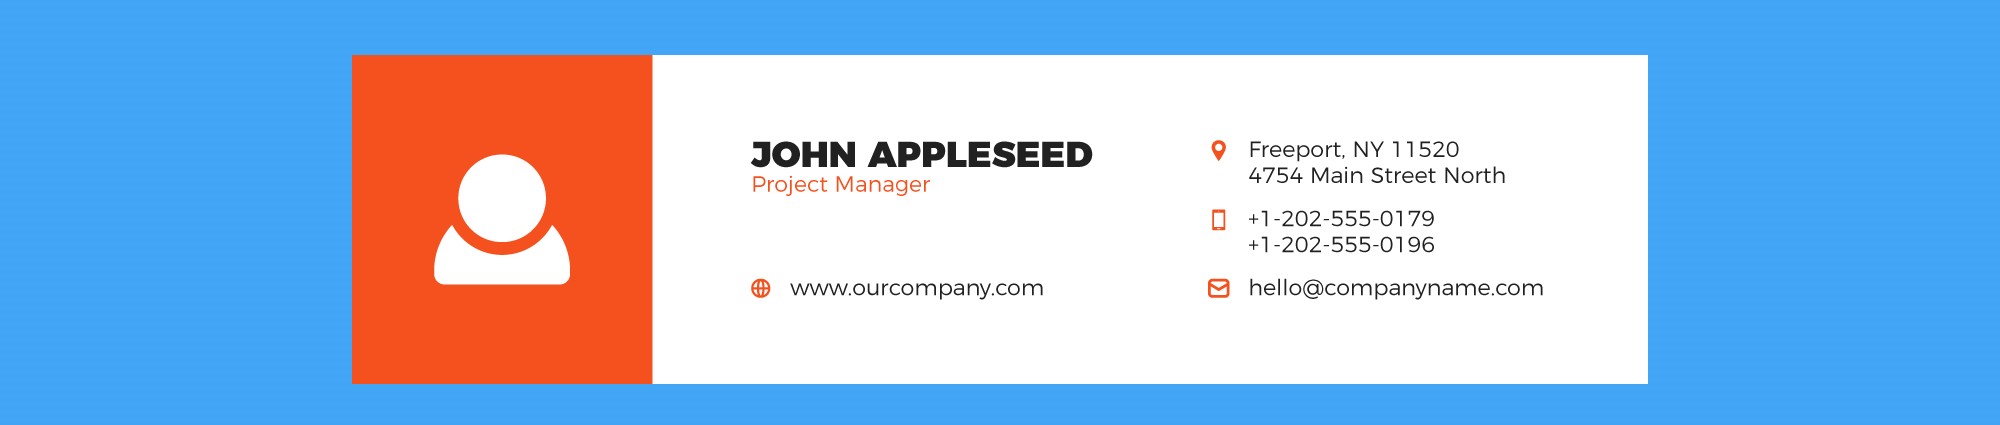 JOHN APPLESEED
Project Manager
www.ourcompany.com
Freeport, NY 11520
4754 Main Street North
+1-202-555-0179
+1-202-555-0196
hello@companyname.com